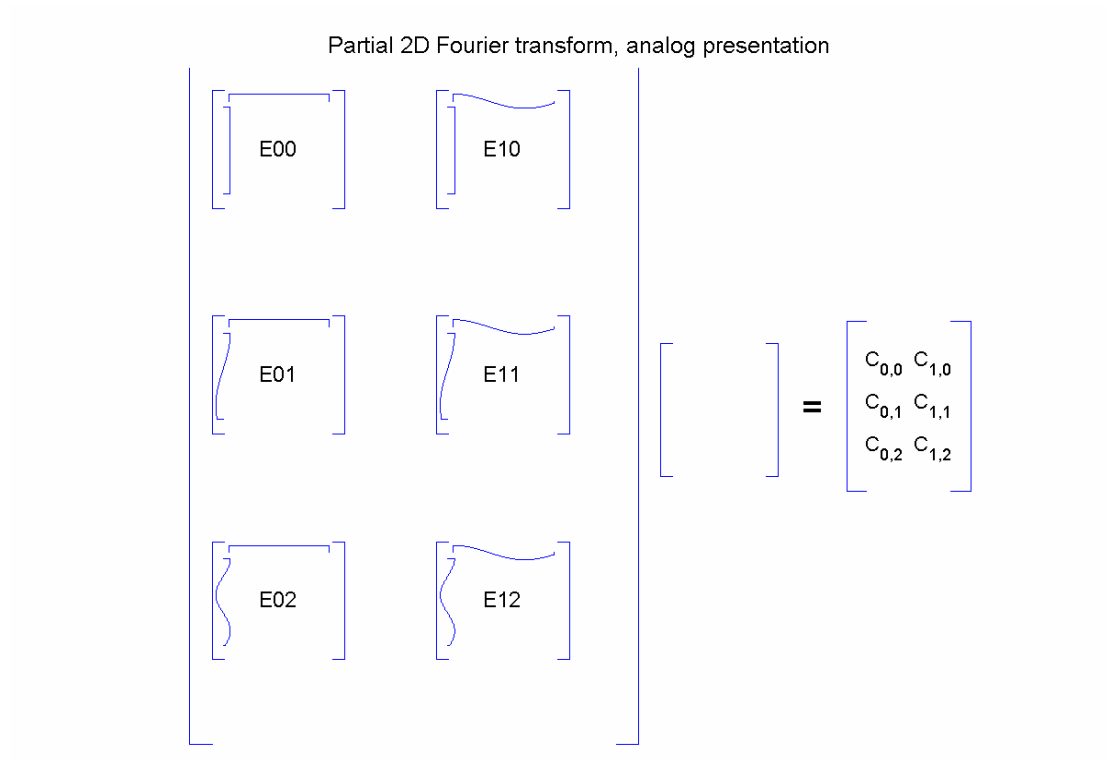 Partial 2D Fourier transform, analog presentation
E00 E10
E01 E11
E02 E12
=
C0,0 C1,0
C0,1 C1,1
C0,2 C1,2